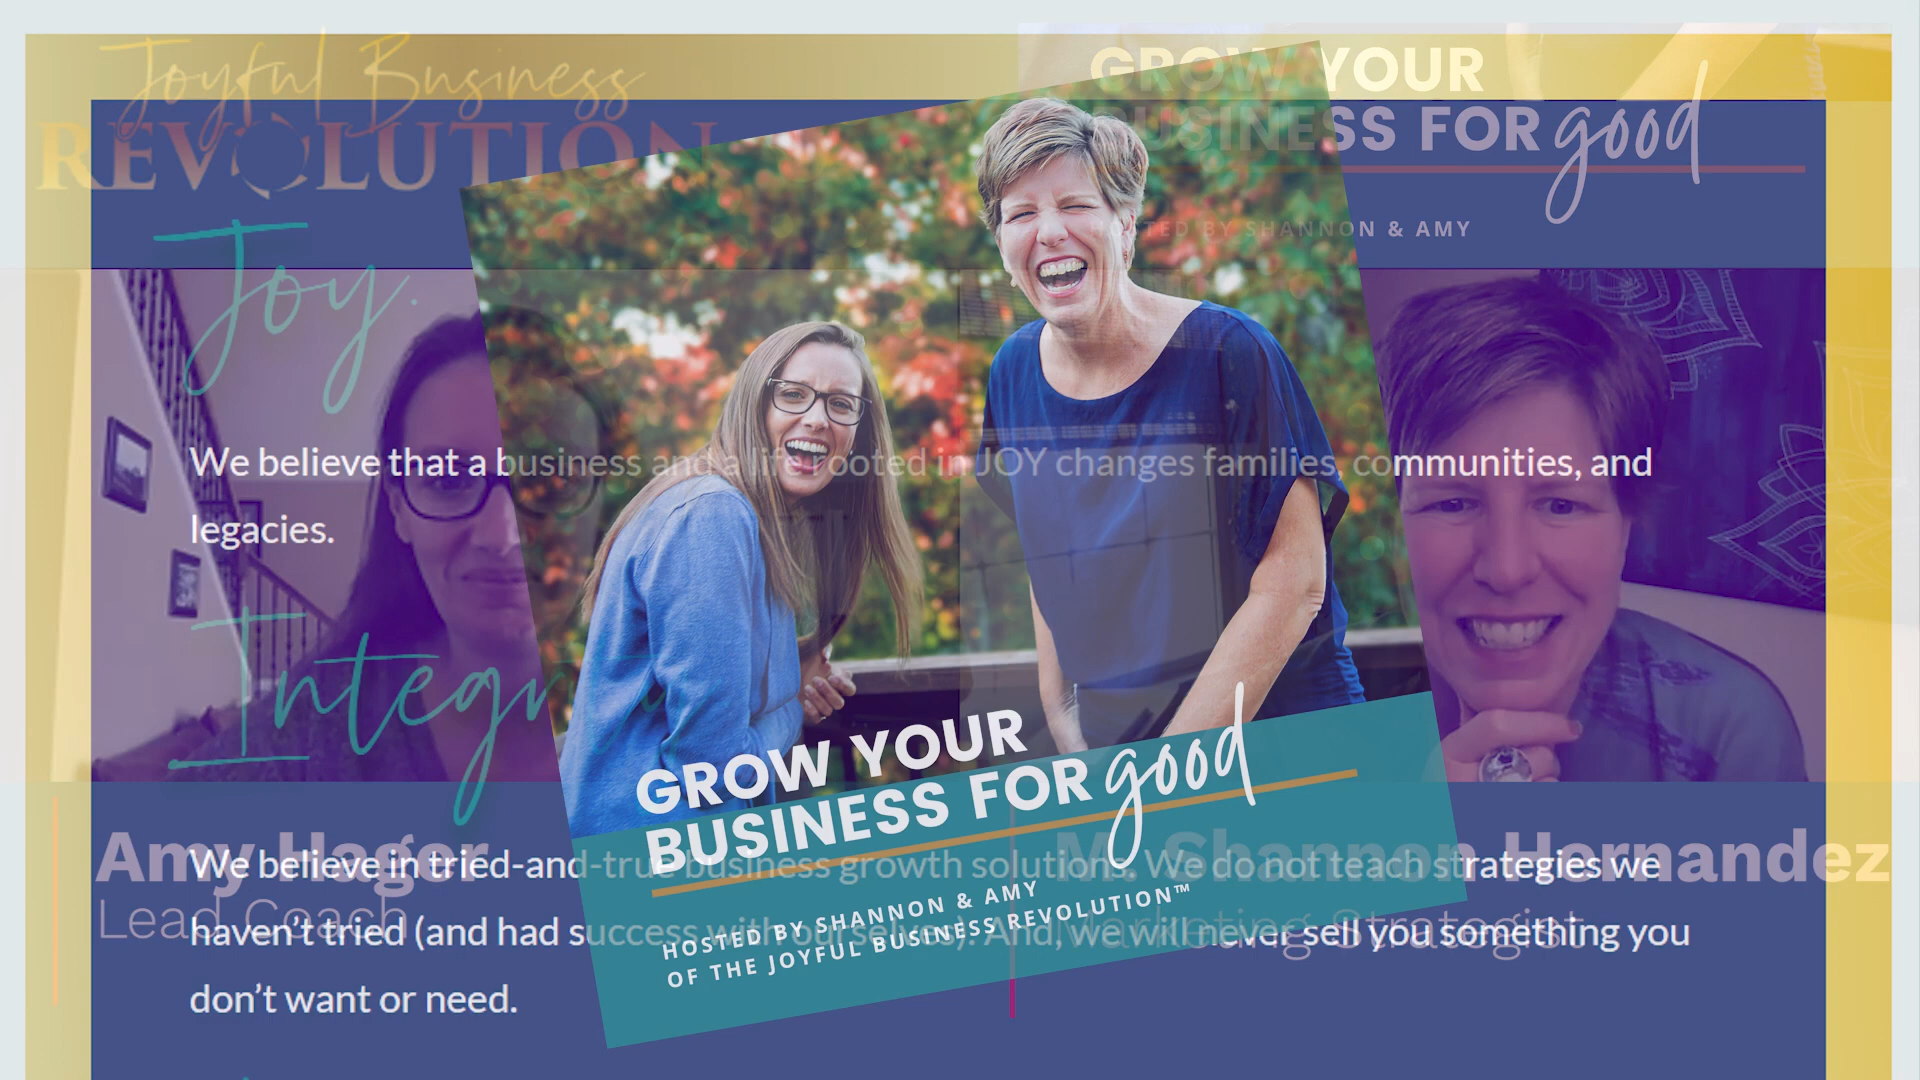 Joyful Business
REVOLUTION
GROW YOUR
BUSINESS FOR good
HOSTED BY SHANNON & AMY
Joy.
We believe that a business and a life rooted in JOY changes families, communities, and
legacies.
Integr
GROW YOUR
BUSINESS FOR good
HOSTED BY SHANNON & AMY
OF THE JOYFUL BUSINESS REVOLUTION™
Amy Hager
Lead Coach
M. Shannon Hernandez
Marketing Strategist
We believe in tried-and-true business growth solutions. We do not teach strategies we
haven't tried (and had success with ourselves). And, we will never sell you something you
don't want or need.